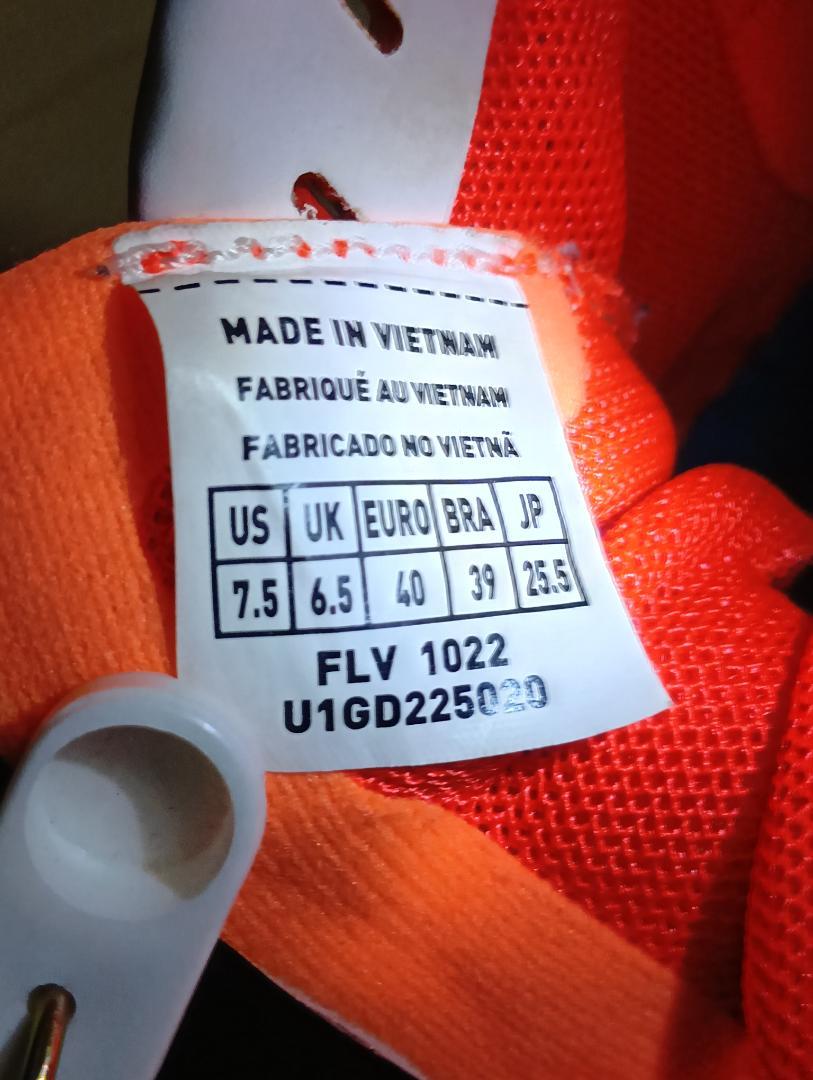 MADE IN VIETNAM
FABRIQUÉ AU VIETNAM
FABRICADO NO VIETNÃ
US UK EURO BRA JP
7.5 6.5 40 39 25.5
FLV 1022
U1GD225020